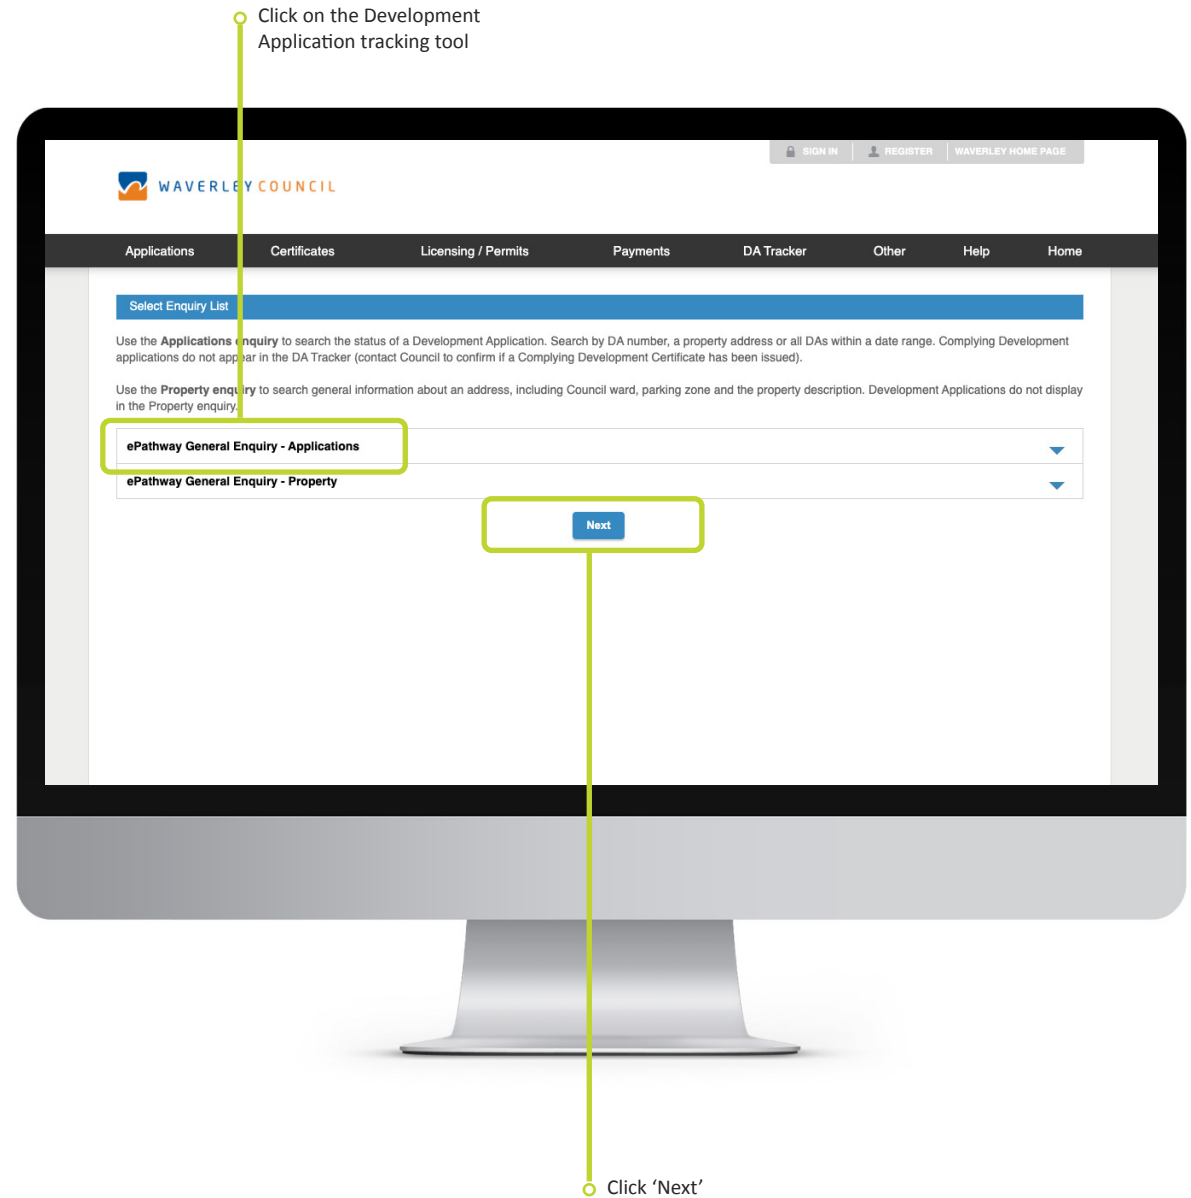 Click on the Development
Application tracking tool
SIGN IN REGISTER WAVERLEY HOME PAGE
WAVERLEY COUNCIL
Applications Certificates Licensing / Permits Payments DA Tracker Other Help Home
Select Enquiry List
Use the Applications enquiry to search the status of a Development Application. Search by DA number, a property address or all DAs within a date range. Complying Development
applications do not appear in the DA Tracker (contact Council to confirm if a Complying Development Certificate has been issued).
Use the Property enquiry to search general information about an address, including Council ward, parking zone and the property description. Development Applications do not display
in the Property enquiry.
ePathway General Enquiry - Applications
ePathway General Enquiry - Property
Next
Click ‘Next’